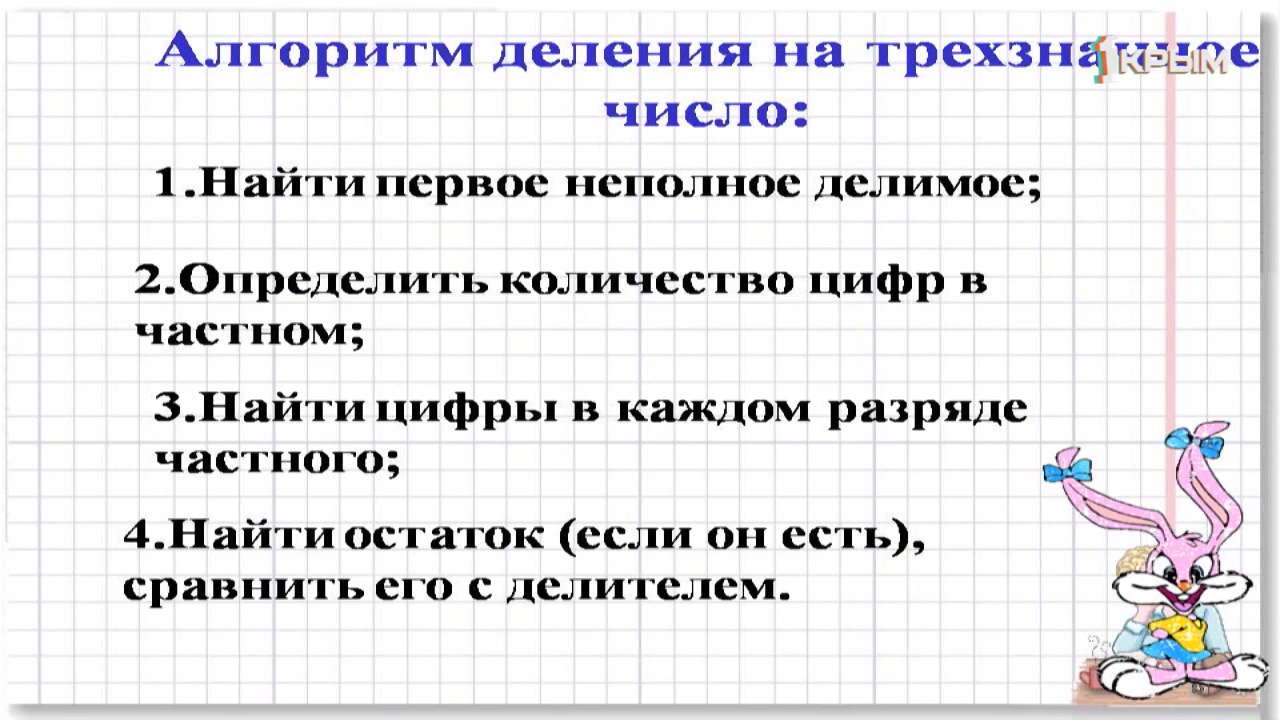 Алгоритм деления на трехзначное
число:
1КРЫМ
1.Найти первое неполное делимое;
2.Определить количество цифр в
частном;
3.Найти цифры в каждом разряде
частного;
4.Найти остаток (если он есть),
сравнить его с делителем.